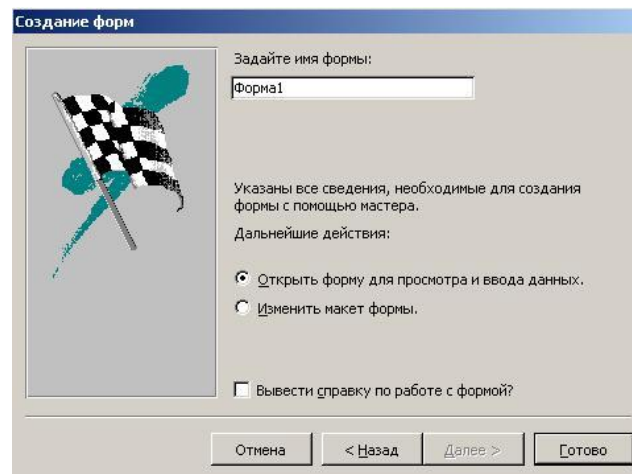 Создание форм
Задайте имя формы:
Форма1
Указаны все сведения, необходимые для создания
формы с помощью мастера.
Дальнейшие действия:
Открыть форму для просмотра и ввода данных.
Изменить макет формы.
Вывести справку по работе с формой?
Отмена < Назад Далее > Готово